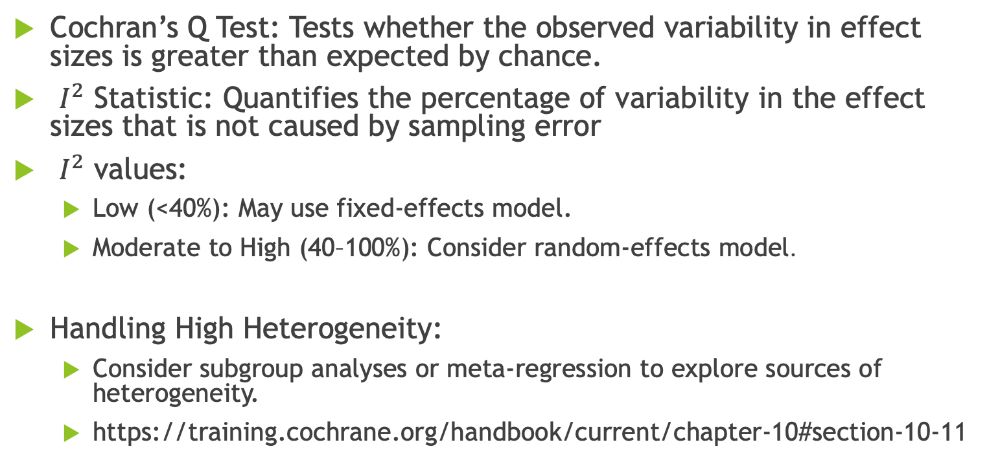 Cochran’s Q Test: Tests whether the observed variability in effect
sizes is greater than expected by chance.
I² Statistic: Quantifies the percentage of variability in the effect
sizes that is not caused by sampling error
I² values:
Low (<40%): May use fixed-effects model.
Moderate to High (40–100%): Consider random-effects model.
Handling High Heterogeneity:
Consider subgroup analyses or meta-regression to explore sources of
heterogeneity.
https://training.cochrane.org/handbook/current/chapter-10#section-10-11